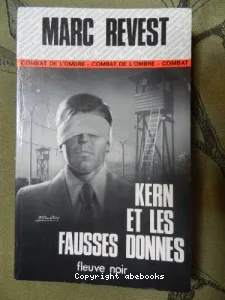 MARC REVEST
COMBAT DE L'OMBRE - COMBAT DE L'OMBRE - COMBAT
KERN
ET LES
FAUSSES DONNES
fleuve noir
Copyright abebooks